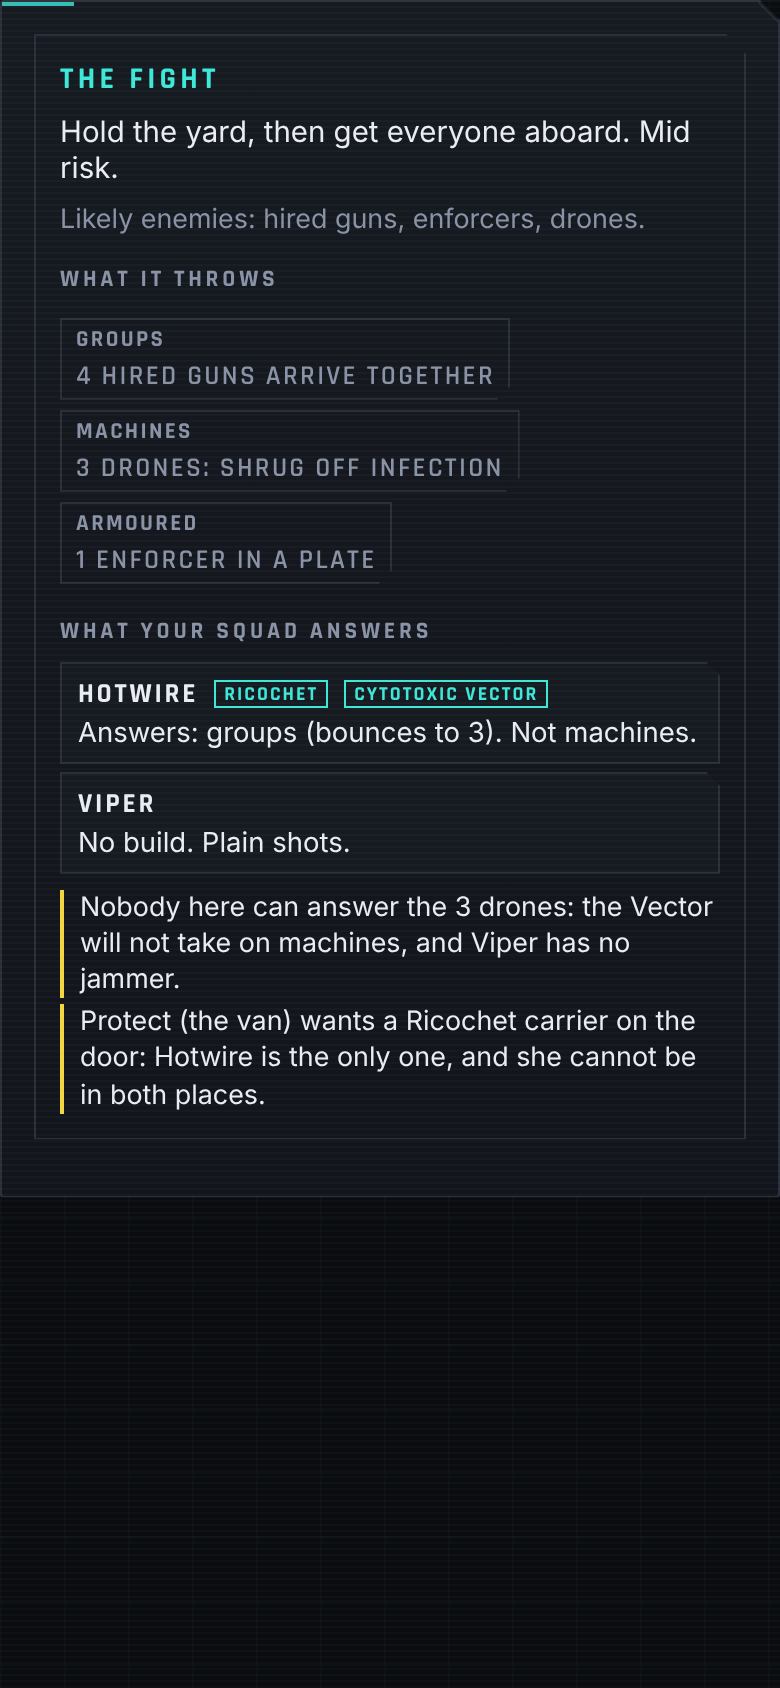 THE FIGHT
Hold the yard, then get everyone aboard. Mid
risk.
Likely enemies: hired guns, enforcers, drones.
WHAT IT THROWS
GROUPS
4 HIRED GUNS ARRIVE TOGETHER
MACHINES
3 DRONES: SHRUG OFF INFECTION
ARMOURED
1 ENFORCER IN A PLATE
WHAT YOUR SQUAD ANSWERS
HOTWIRE RICOCHET CYTOTOXIC VECTOR
Answers: groups (bounces to 3). Not machines.
VIPER
No build. Plain shots.
Nobody here can answer the 3 drones: the Vector
will not take on machines, and Viper has no
jammer.
Protect (the van) wants a Ricochet carrier on the
door: Hotwire is the only one, and she cannot be
in both places.